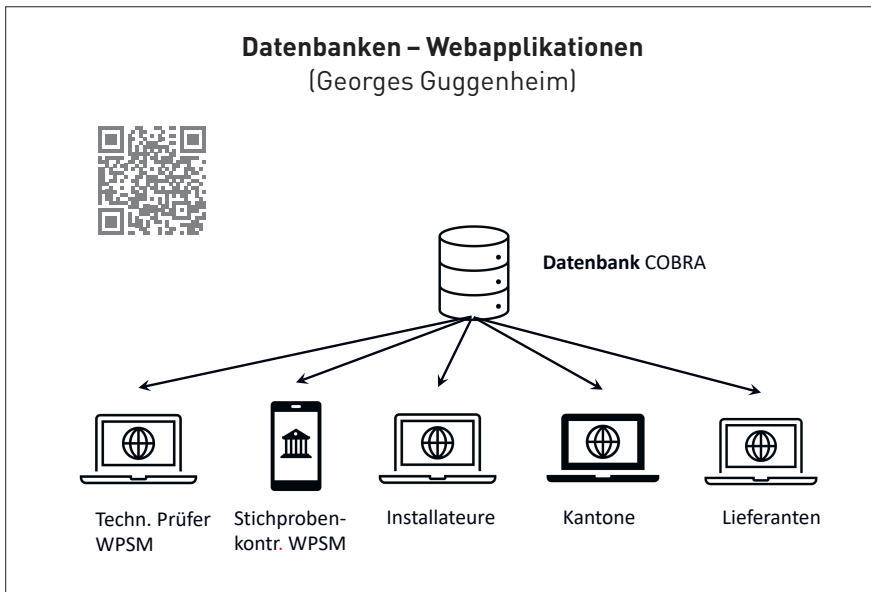 Datenbanken – Webapplikationen
(Georges Guggenheim)
Datenbank COBRA
Techn. Prüfer
WPSM
Stichproben-
kontr. WPSM
Installateure
Kantone
Lieferanten